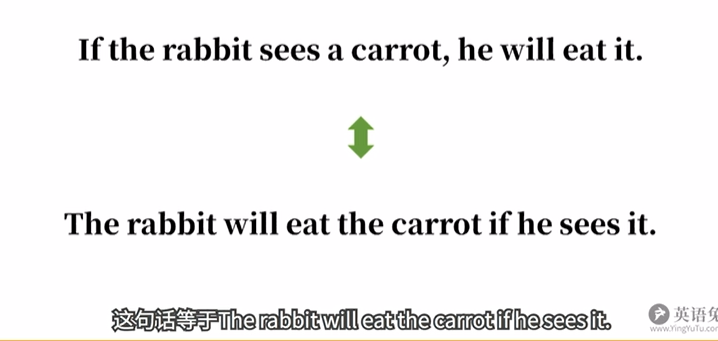 If the rabbit sees a carrot, he will eat it.
The rabbit will eat the carrot if he sees it.
这句话等于The rabbit will eat the carrot if he sees it.
英语
www.YingYuTu.co